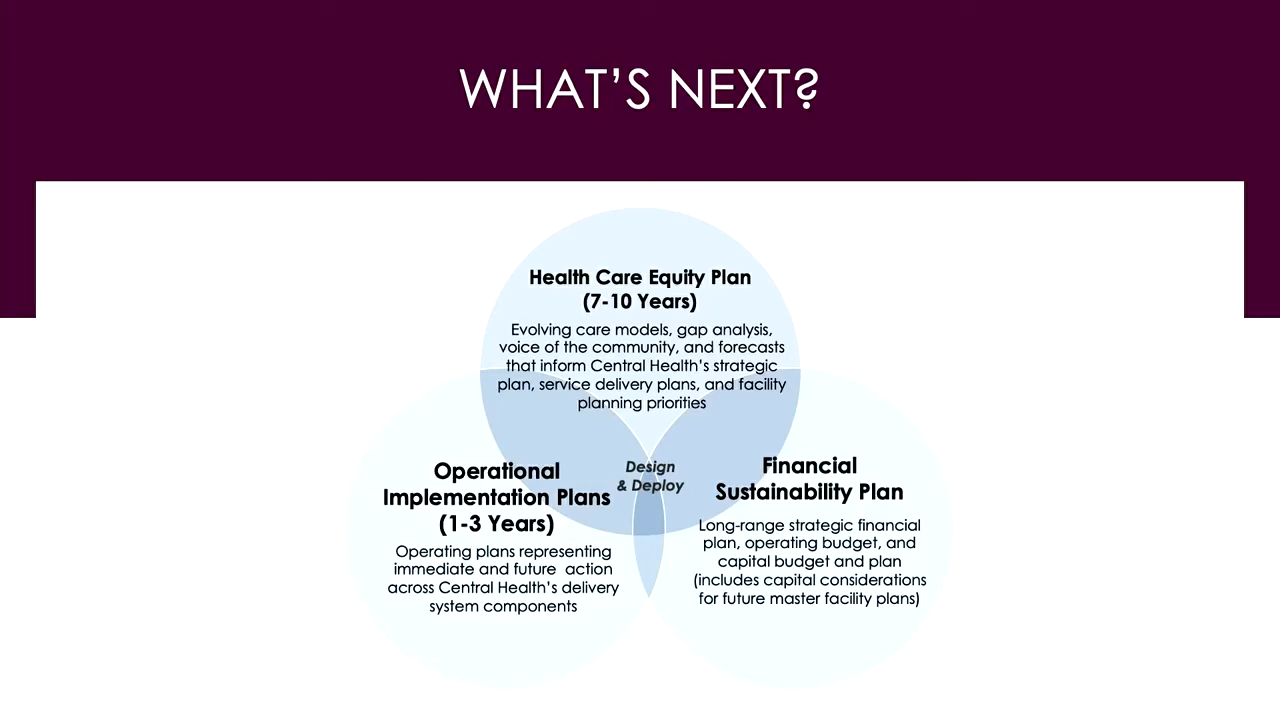 WHAT'S NEXT?
Health Care Equity Plan
(7-10 Years)
Evolving care models, gap analysis,
voice of the community, and forecasts
that inform Central Health's strategic
plan, service delivery plans, and facility
planning priorities
Design
& Deploy
Operational
Implementation Plans
(1-3 Years)
Operating plans representing
immediate and future  action
across Central Health's delivery
system components
Financial
Sustainability Plan
Long-range strategic financial
plan, operating budget, and
capital budget and plan
(includes capital considerations
for future master facility plans)